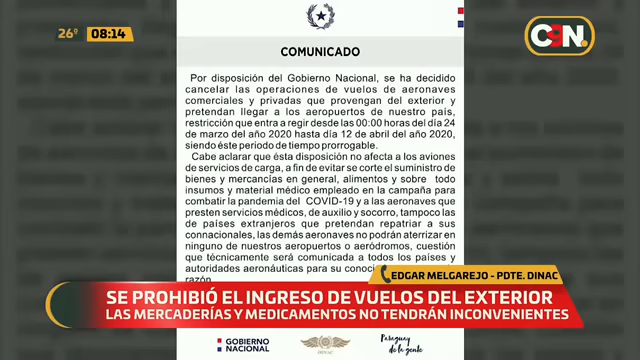 26º 08:14
C9N.
COMUNICADO
Por disposición del Gobierno Nacional, se ha decidido
cancelar las operaciones de vuelos de aeronaves
comerciales y privadas que provengan del exterior y
pretendan llegar a los aeropuertos de nuestro país,
restricción que entra a regir desde las 00:00 horas del día 24
de marzo del año 2020 hasta día 12 de abril del año 2020,
siendo éste periodo de tiempo prorrogable.
Cabe aclarar que ésta disposición no afecta a los aviones
de servicios de carga, a fin de evitar se corte el suministro de
bienes y mercancías en general, alimentos y sobre todo
insumos y material médico empleado en la campaña para
combatir la pandemia del COVID-19 y a las aeronaves que
presten servicios médicos, de auxilio y socorro, tampoco las
de países extranjeros que pretendan repatriar a sus
connacionales, las demás aeronaves no podrán aterrizar en
ninguno de nuestros aeropuertos o aeródromos, cuestión
que técnicamente será comunicada a todos los países y
autoridades aeronáuticas para su cono
razón.
EDGAR MELGAREJO - PDTE. DINAC
SE PROHIBIÓ EL INGRESO DE VUELOS DEL EXTERIOR
LAS MERCADERÍAS Y MEDICAMENTOS NO TENDRÁN INCONVENIENTES
GOBIERNO
NACIONAL
DINAC
Paraguay
de la gente